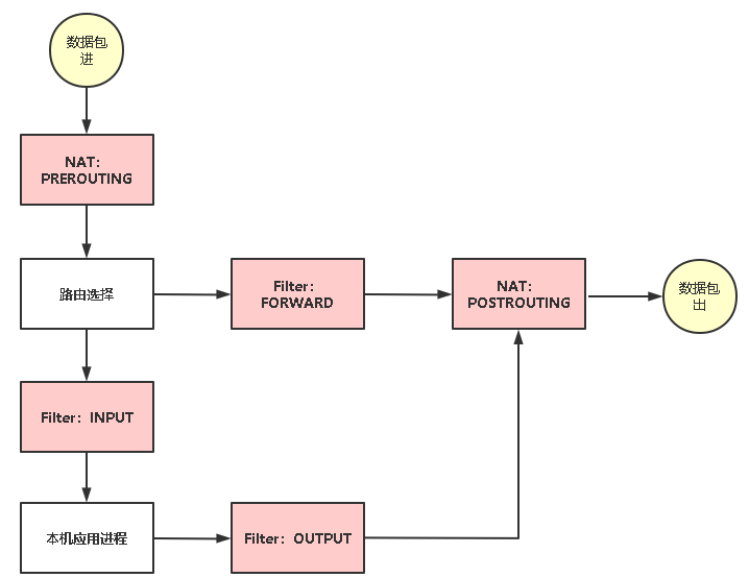 数据包
进
NAT:
PREROUTING
路由选择
Filter:
FORWARD
NAT:
POSTROUTING
数据包
出
Filter: INPUT
本机应用进程
Filter: OUTPUT